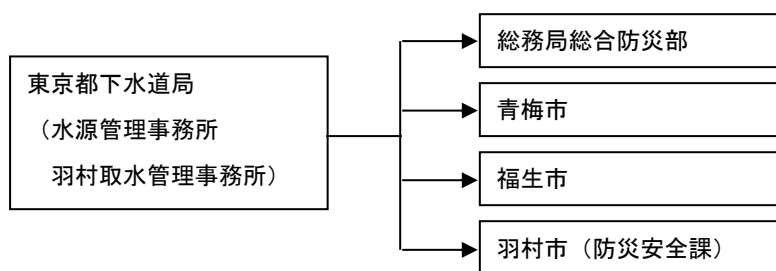 東京都下水道局
（水源管理事務所
羽村取水管理事務所）
総務局総合防災部
青梅市
福生市
羽村市（防災安全課）